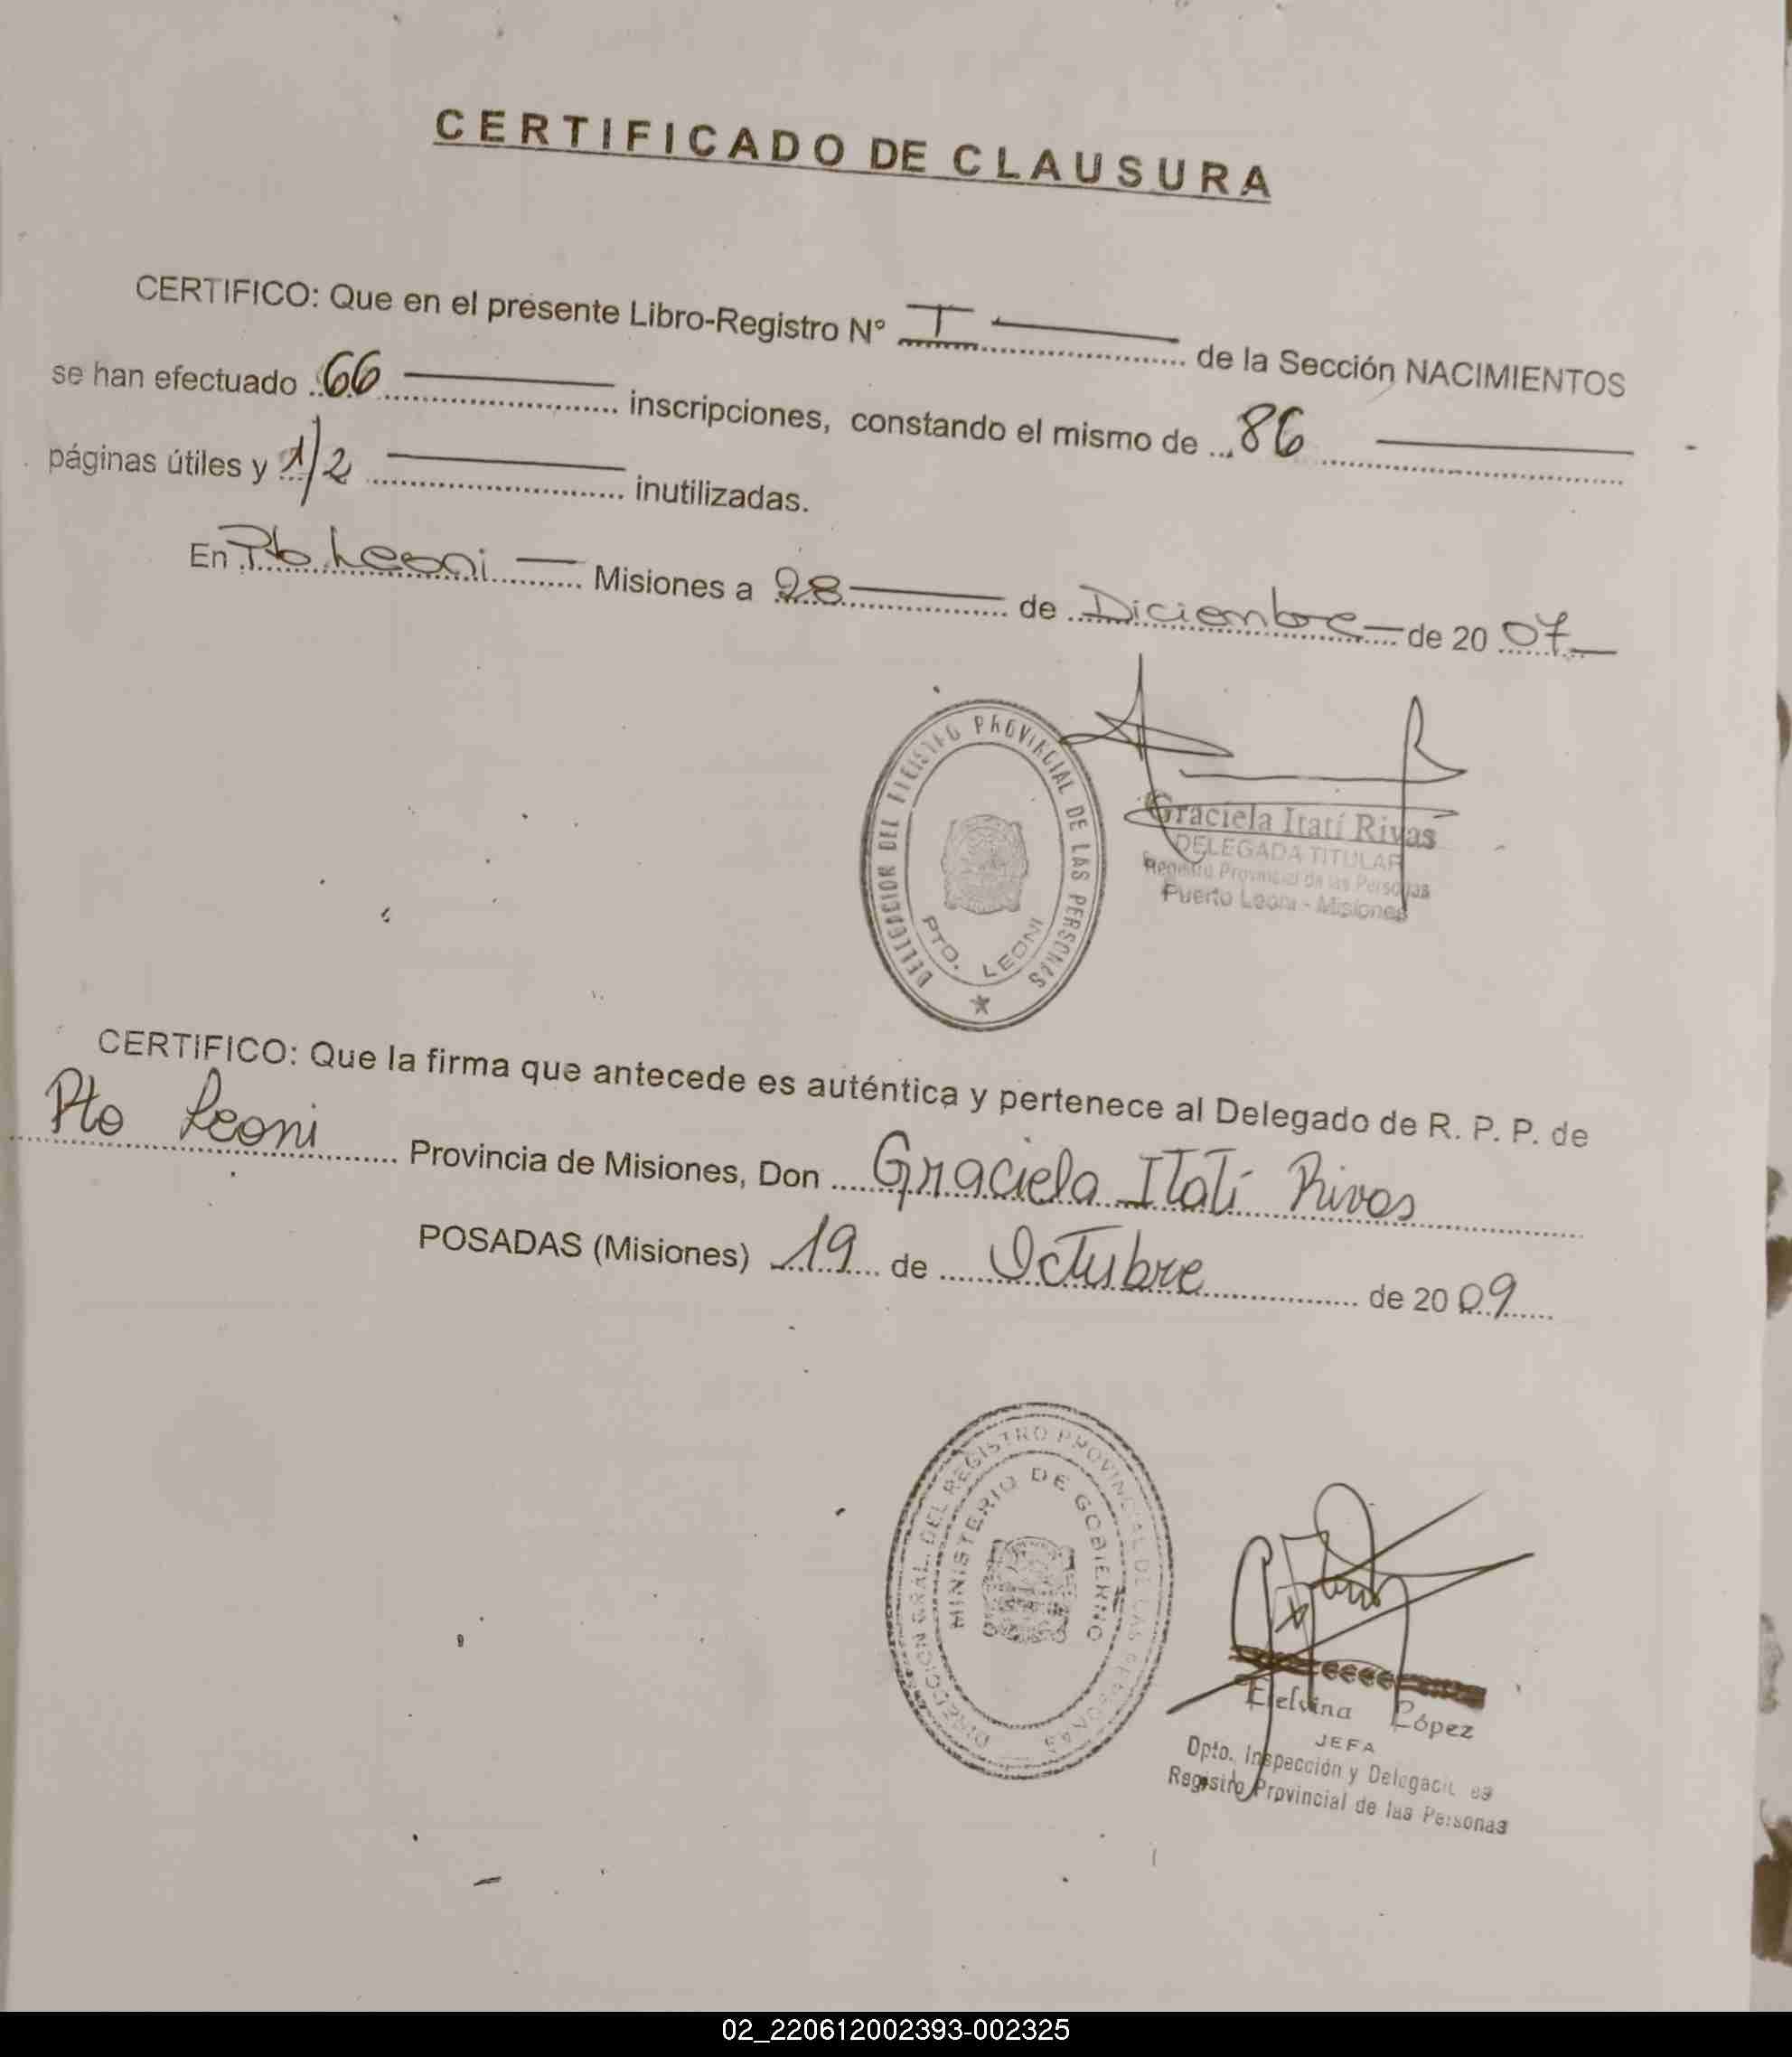 CERTIFICADO DE CLAUSURA
CERTIFICO: Que en el presente Libro-Registro Nº I de la Sección NACIMIENTOS
se han efectuado 66 inscripciones, constando el mismo de 86
páginas útiles y 1/2 inutilizadas.
En Pto Leoni Misiones a 28 de Diciembre de 2007
DELEGACION DEL REGISTRO PROVINCIAL DE LAS PERSONAS
PTO. LEONI
Graciela Itatí Rivas
DELEGADA TITULAR
Registro Provincial de las Personas
Puerto Leoni - Misiones
CERTIFICO: Que la firma que antecede es auténtica y pertenece al Delegado de R. P. P. de
Pto Leoni Provincia de Misiones, Don Graciela Itatí Rivas
POSADAS (Misiones) 19 de Octubre de 2009
DIRECCION GRAL. DEL REGISTRO PROVINCIAL DE LAS PERSONAS
MINISTERIO DE GOBIERNO
López
JEFA
Dpto. Inspección y Delegaciones
Registro Provincial de las Personas
02_220612002393-002325